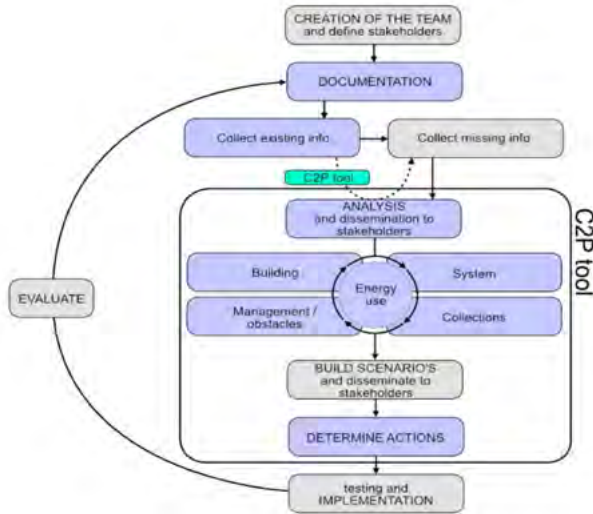 CREATION OF THE TEAM
and define stakeholders
DOCUMENTATION
Collect existing info
Collect missing info
C2P tool
ANALYSIS
and dissemination to
stakeholders
Building
System
Energy
use
Management /
obstacles
Collections
BUILD SCENARIO'S
and disseminate to
stakeholders
DETERMINE ACTIONS
testing and
IMPLEMENTATION
EVALUATE
C2P tool